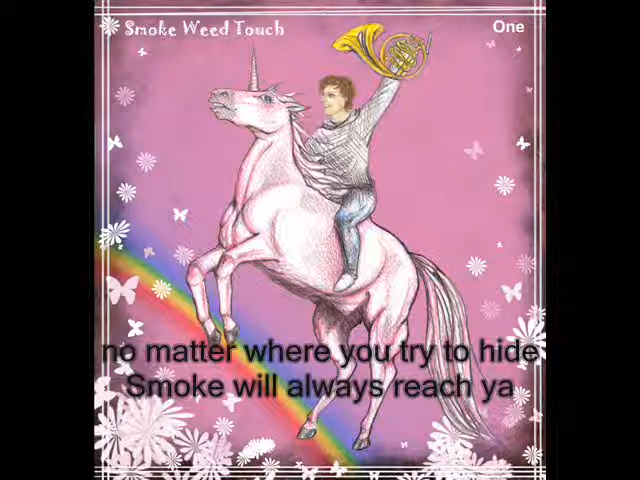 Smoke Weed Touch
One
no matter where you try to hide
Smoke will always reach ya